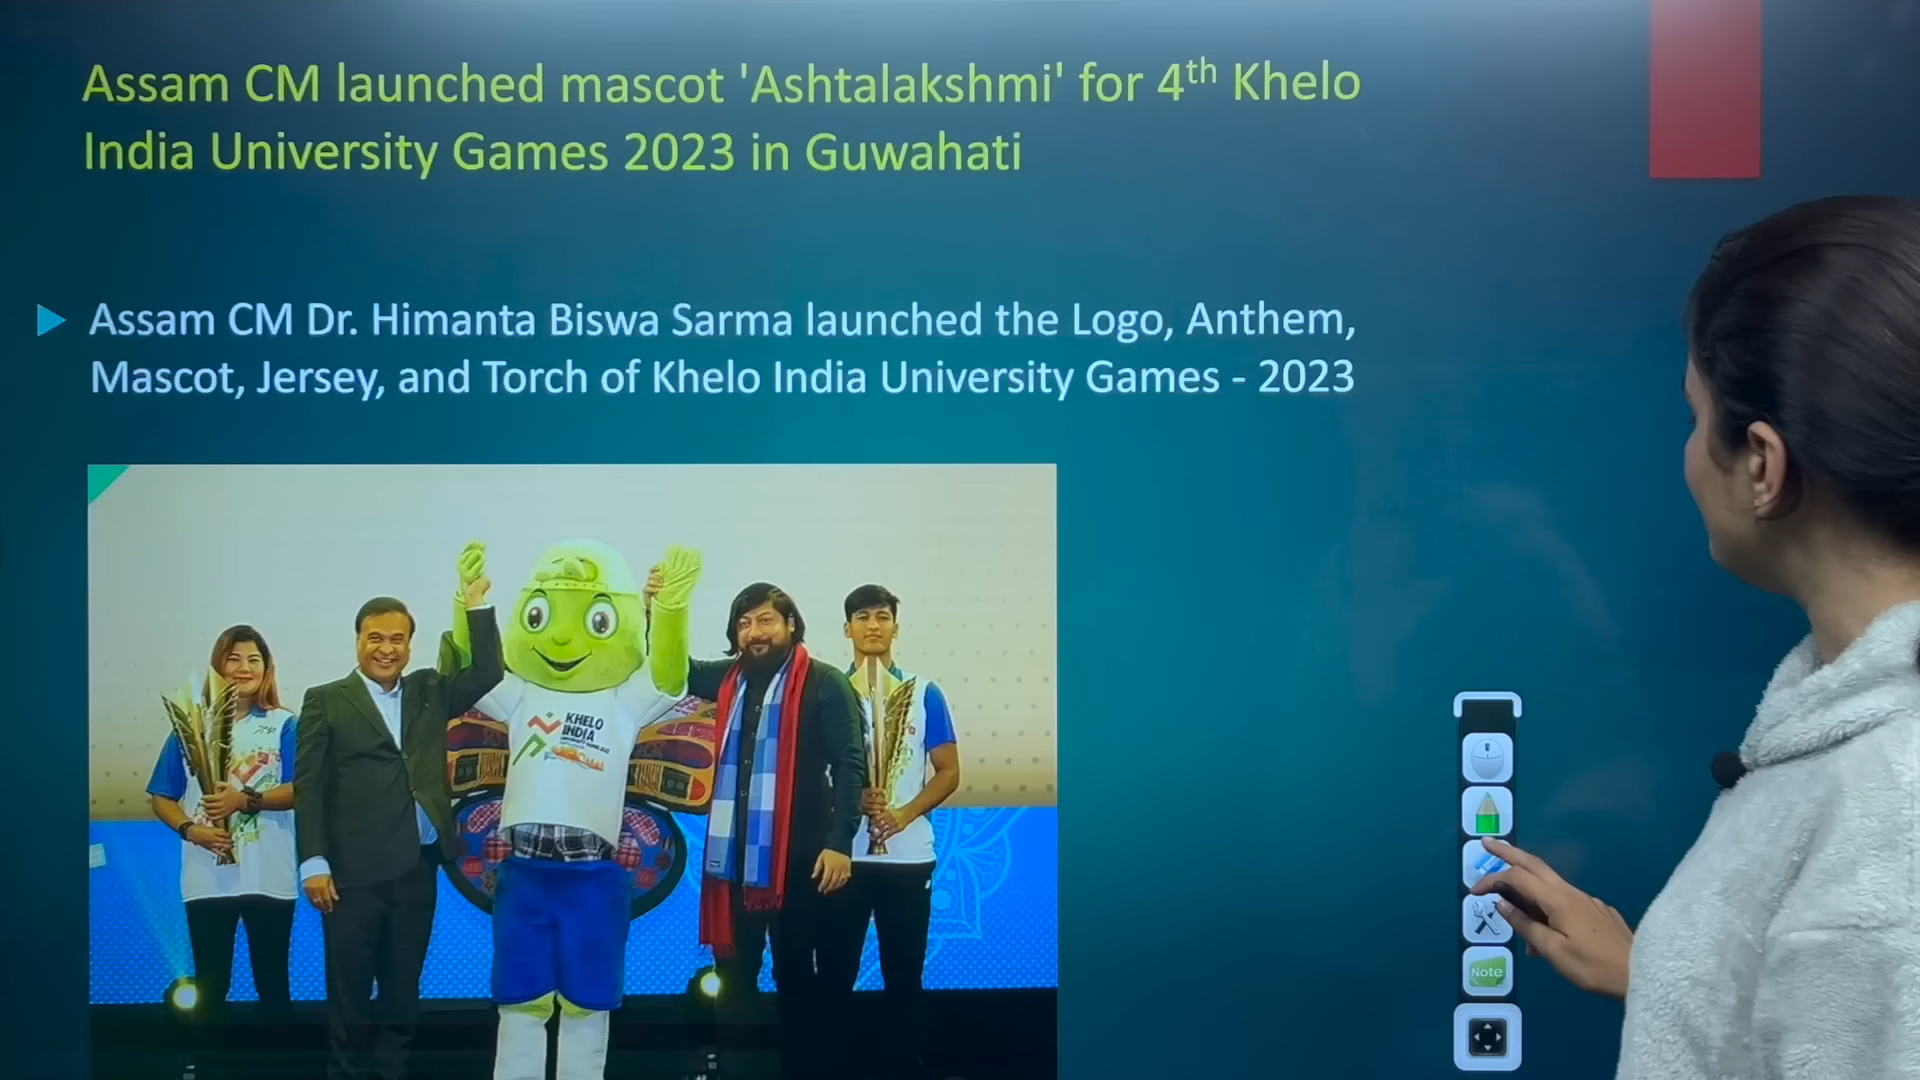 Assam CM launched mascot 'Ashtalakshmi' for 4th Khelo
India University Games 2023 in Guwahati
Assam CM Dr. Himanta Biswa Sarma launched the Logo, Anthem,
Mascot, Jersey, and Torch of Khelo India University Games - 2023
KHELO
INDIA
Note